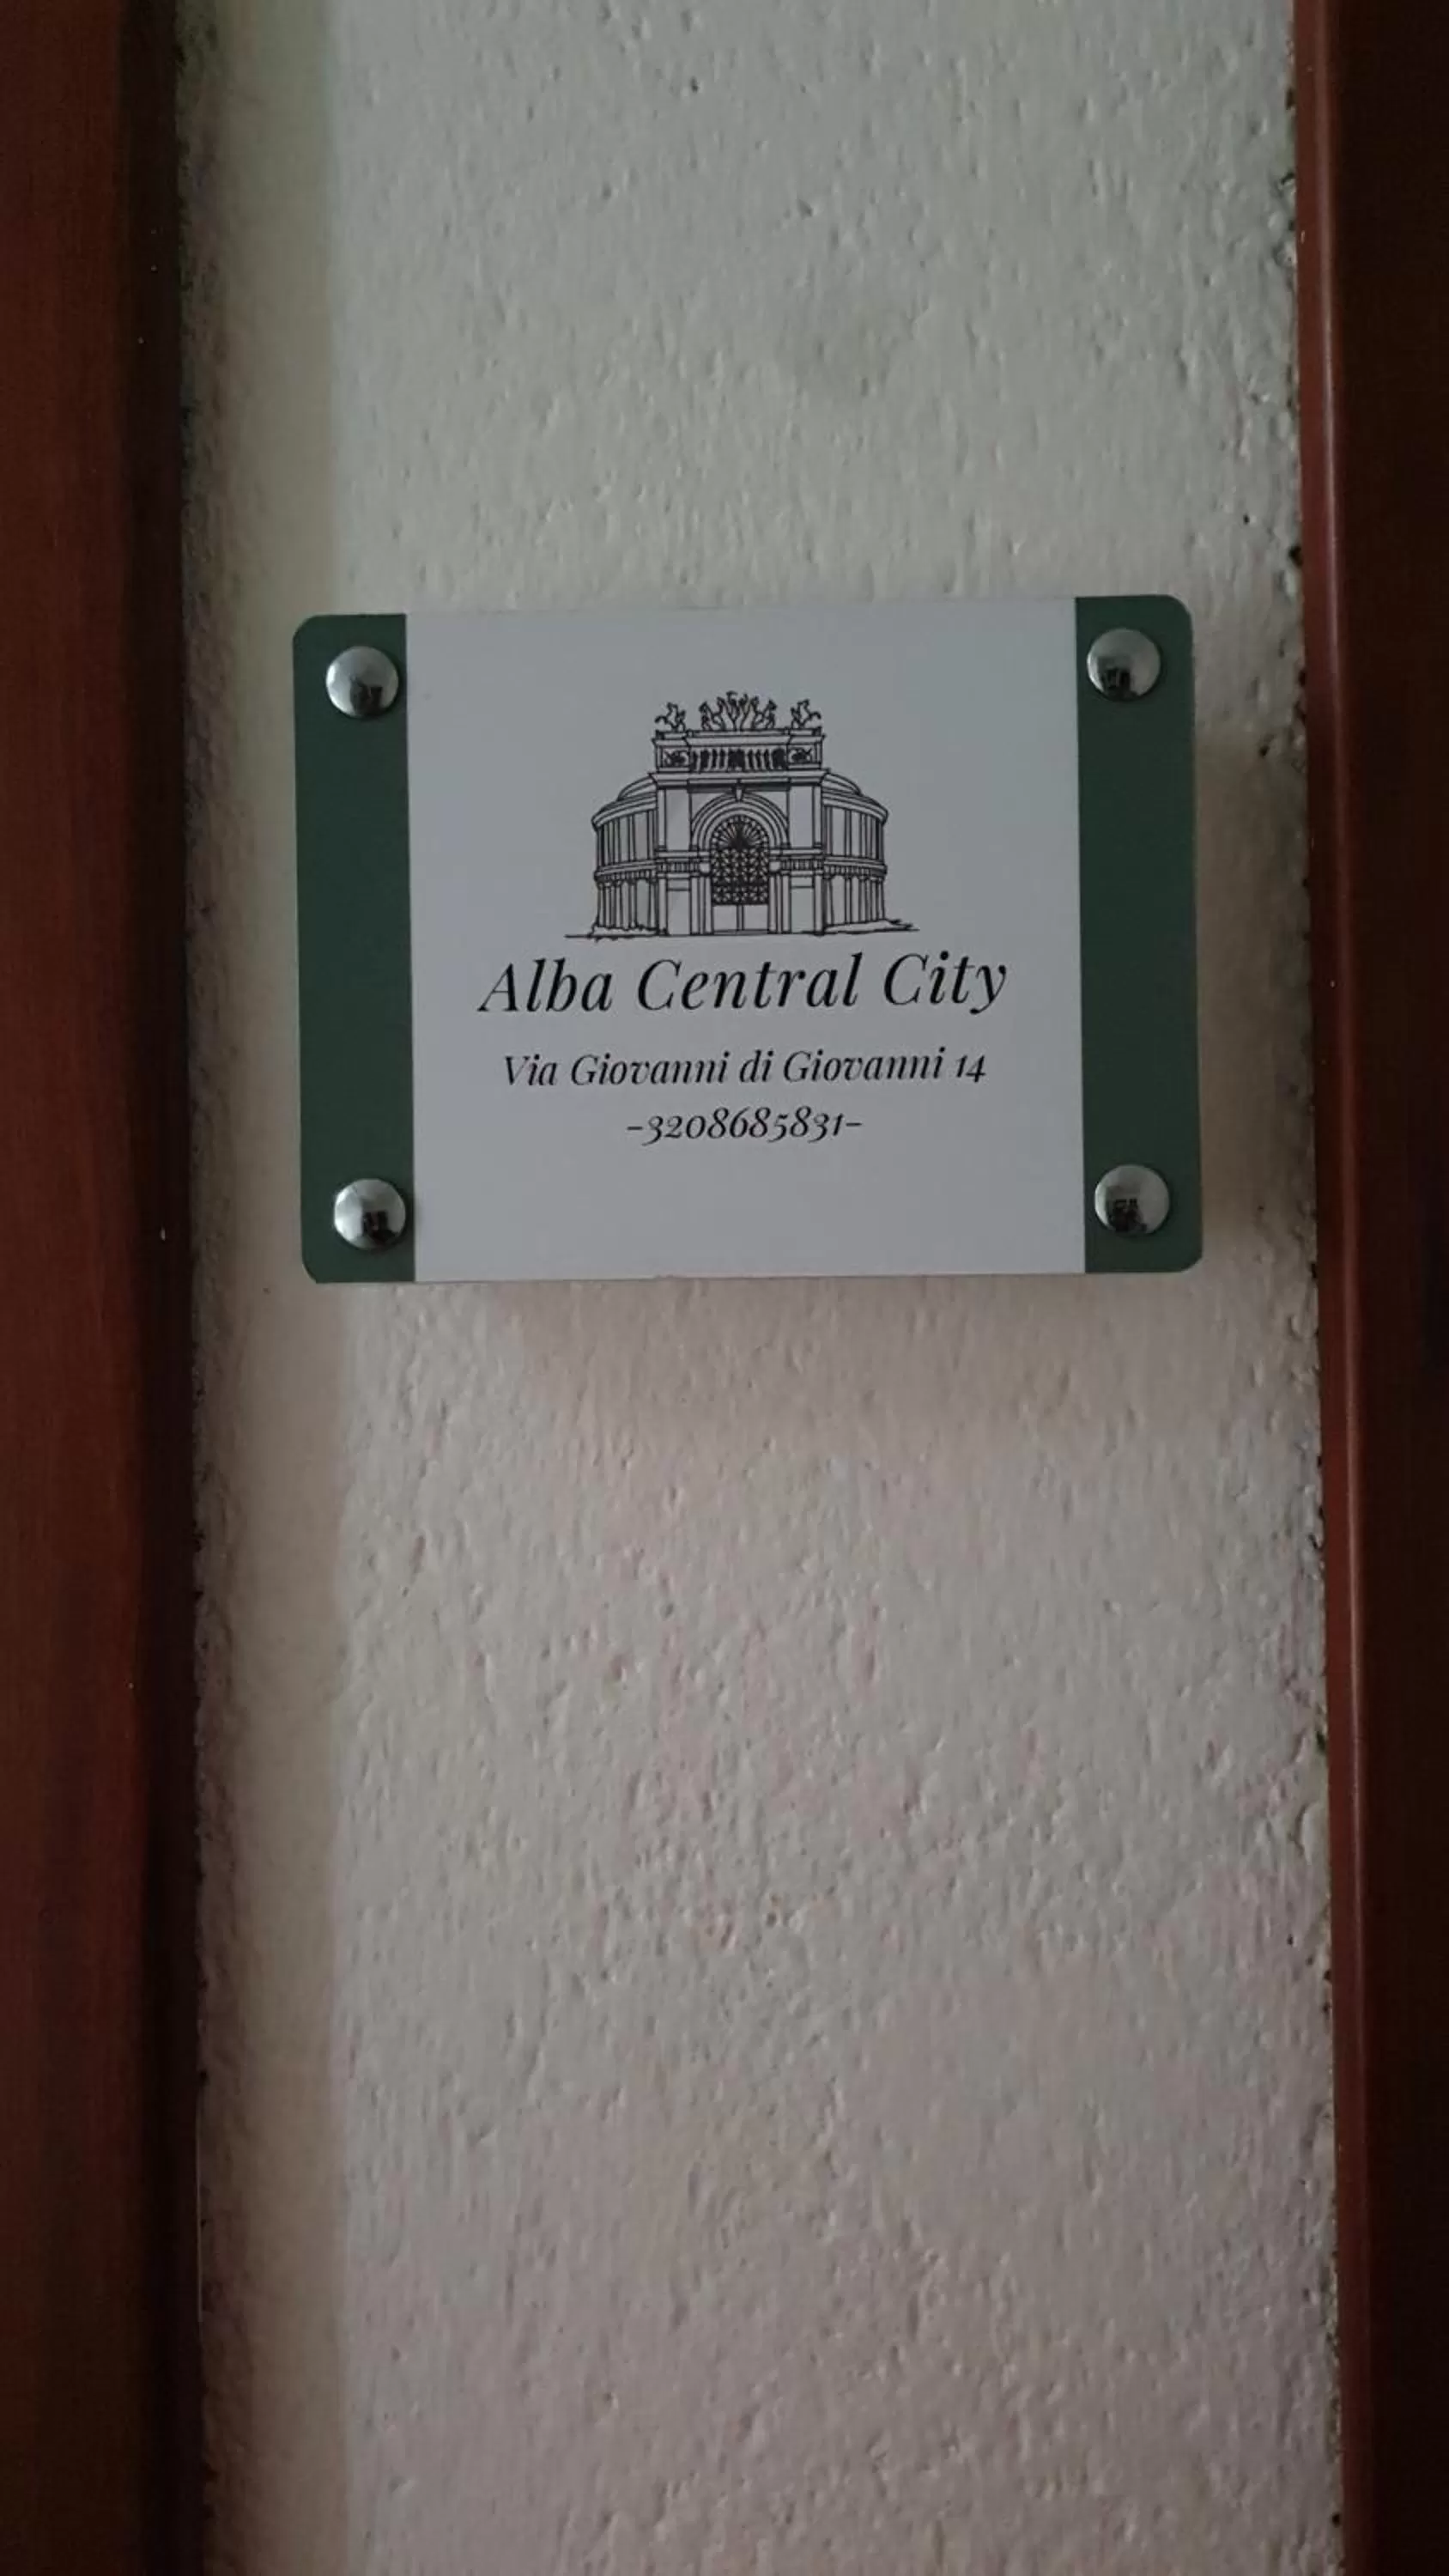 Alba Central City
Via Giovanni di Giovanni 14
-3208685831-